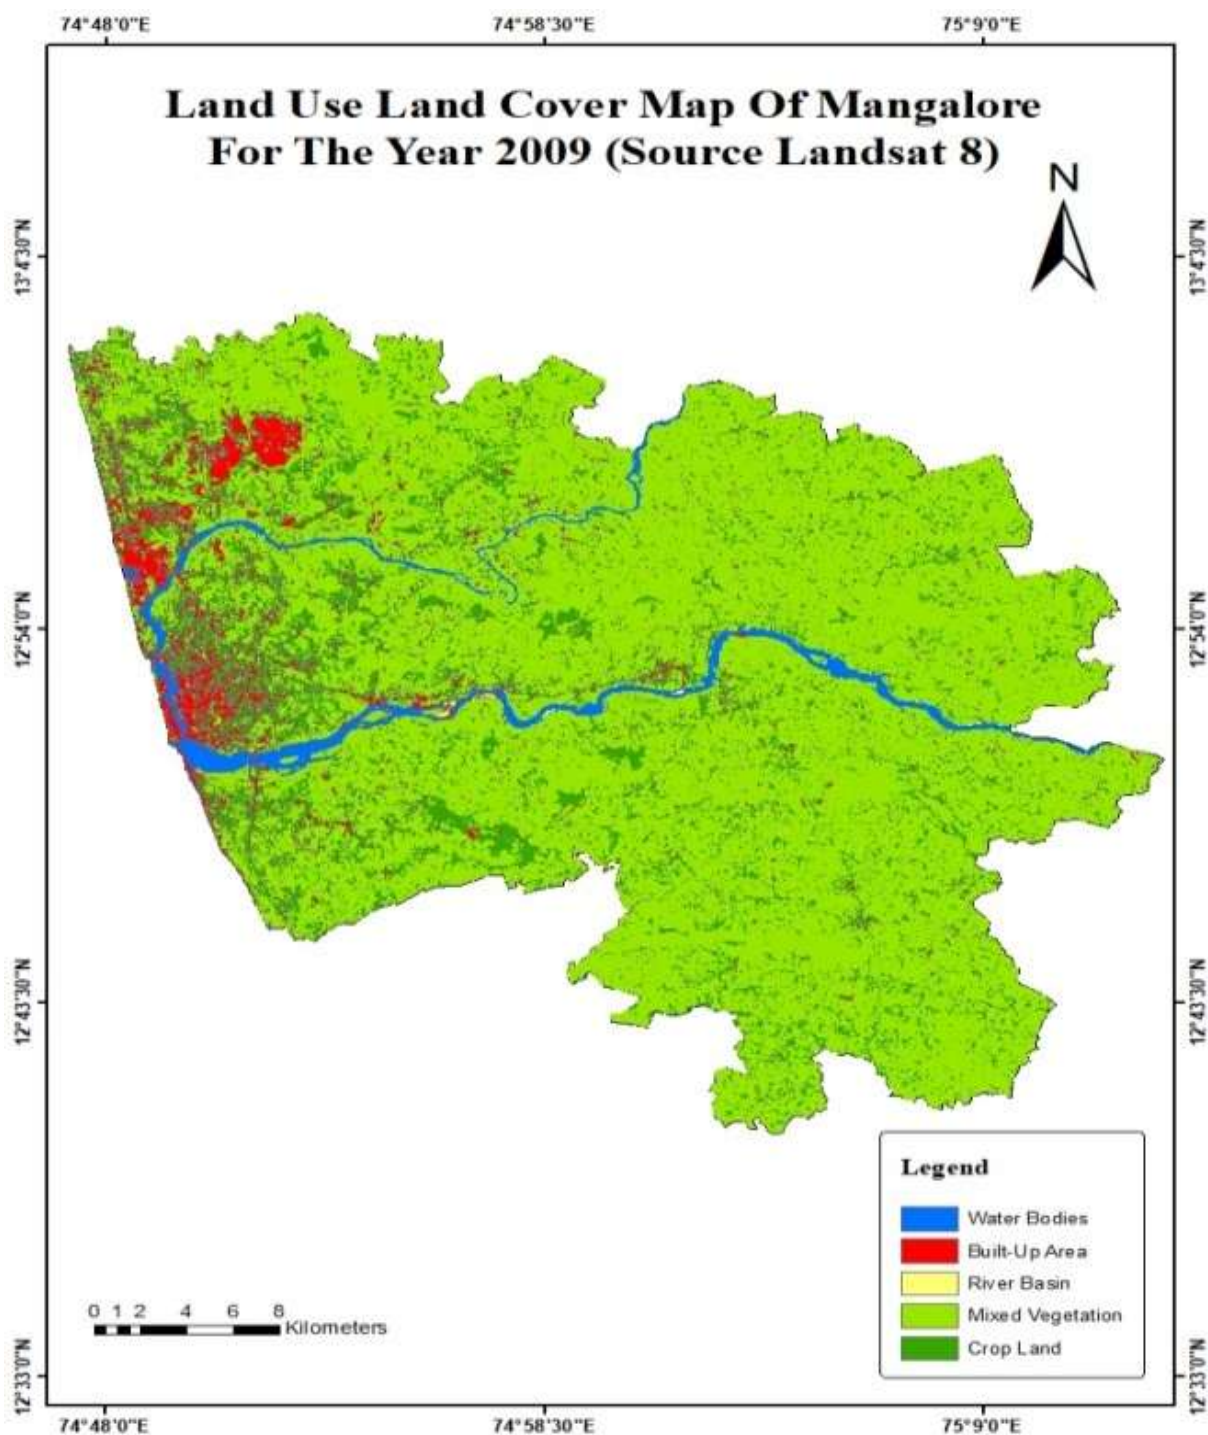 74°48'0"E 74°58'30"E 75°9'0"E
Land Use Land Cover Map Of Mangalore
For The Year 2009 (Source Landsat 8)
N
13°4'30"N 13°4'30"N
12°54'0"N 12°54'0"N
12°43'30"N 12°43'30"N
Legend
Water Bodies
Built-Up Area
River Basin
Mixed Vegetation
Crop Land
0 1 2 4 6 8
Kilometers
12°33'0"N 12°33'0"N
74°48'0"E 74°58'30"E 75°9'0"E